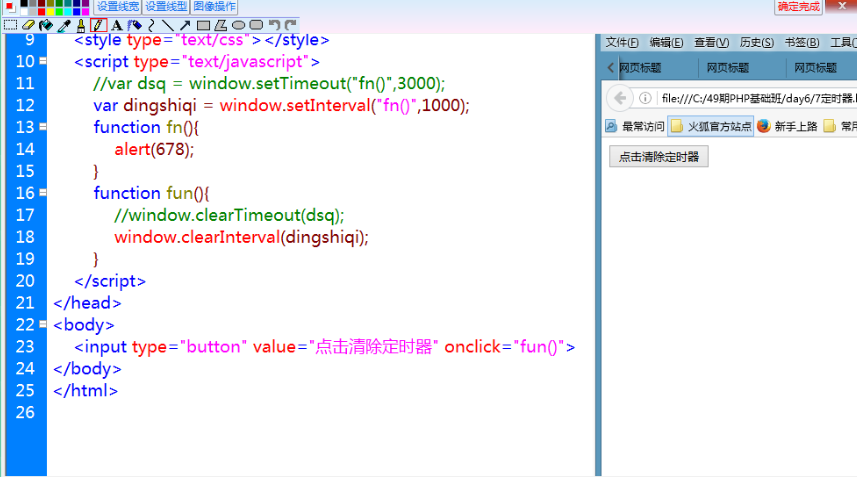 设置线宽 设置线型 图像操作 确定完成
A
9 <style type="text/css"></style>
10 <script type="text/javascript">
11 //var dsq = window.setTimeout("fn()",3000);
12 var dingshiqi = window.setInterval("fn()",1000);
13 function fn(){
14 alert(678);
15 }
16 function fun(){
17 //window.clearTimeout(dsq);
18 window.clearInterval(dingshiqi);
19 }
20 </script>
21 </head>
22 <body>
23 <input type="button" value="点击清除定时器" onclick="fun()">
24 </body>
25 </html>
26
文件(F) 编辑(E) 查看(V) 历史(S) 书签(B) 工具(
网页标题 网页标题 网页标题
file:///C:/49期PHP基础班/day6/7定时器.
最常访问 火狐官方站点 新手上路 常用
点击清除定时器